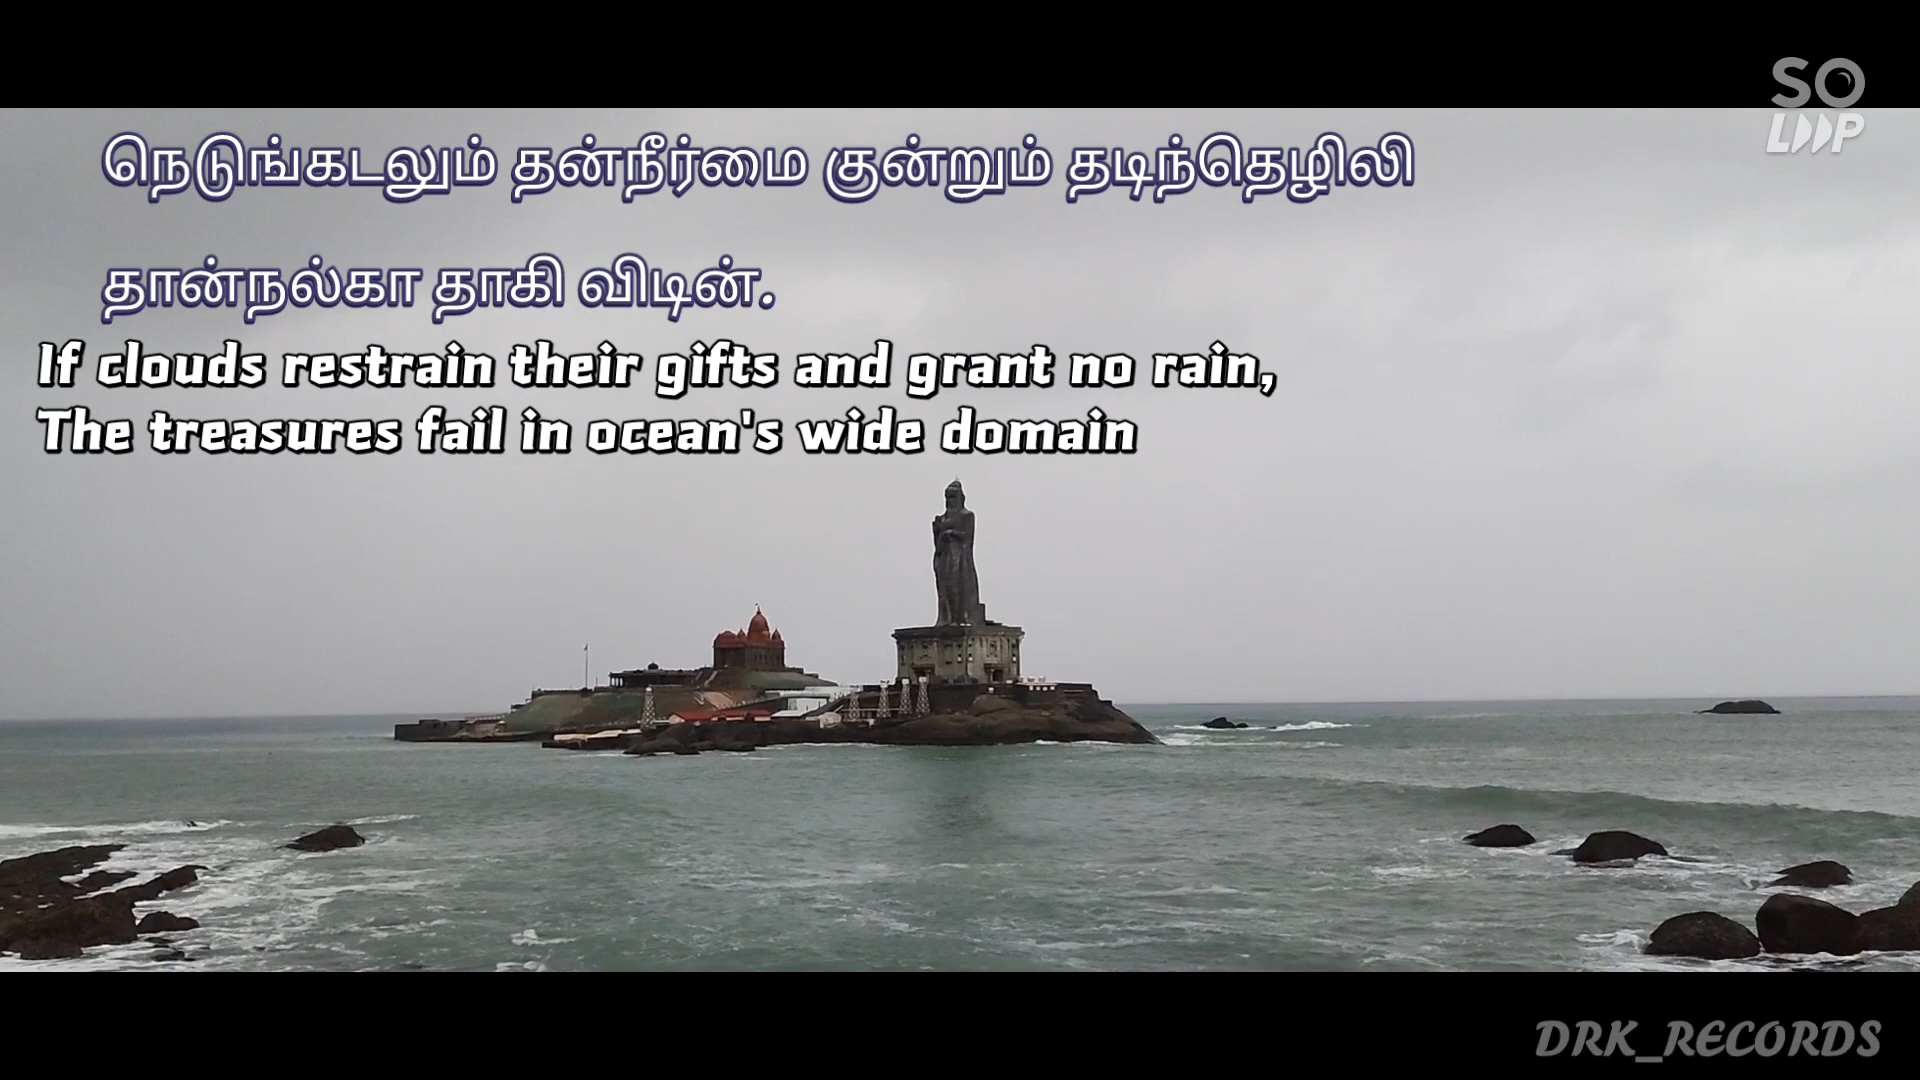 SO
LOOP
நெடுங்கடலும் தன்நீர்மை குன்றும் தடிந்தெழிலி
தான்நல்கா தாகி விடின்.
If clouds restrain their gifts and grant no rain,
The treasures fail in ocean's wide domain
DRK_RECORDS